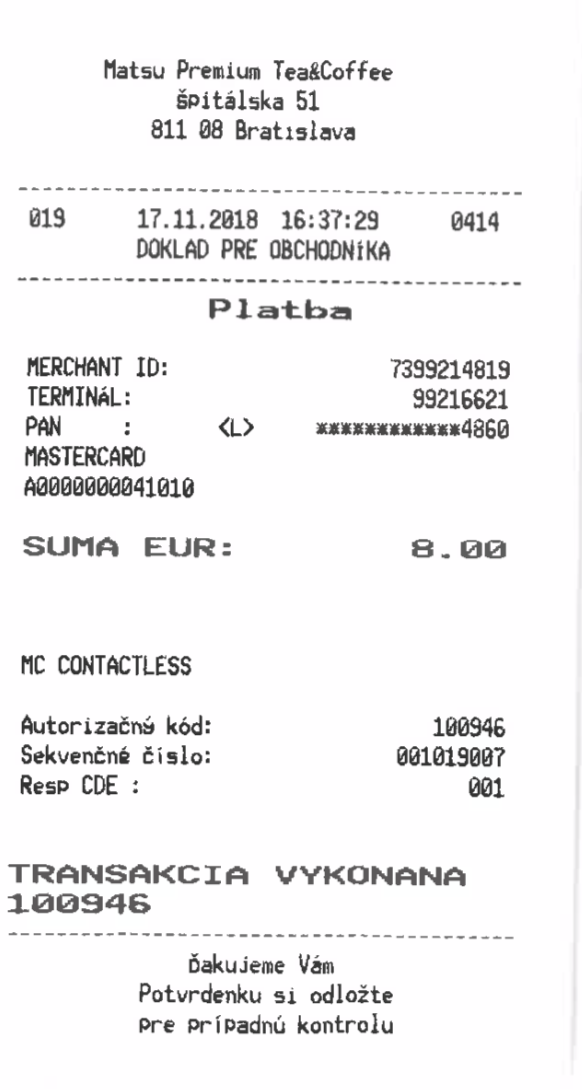 Matsu Premium Tea&Coffee
špitálska 51
811 08 Bratislava
019 17.11.2018 16:37:29 0414
DOKLAD PRE OBCHODNíKA
Platba
MERCHANT ID: 7399214819
TERMINáL: 99216621
PAN : <L> ************4860
MASTERCARD
A0000000041010
SUMA EUR: 8.00
MC CONTACTLESS
Autorizačný kód: 100946
Sekvenčné číslo: 001019007
Resp CDE : 001
TRANSAKCIA VYKONANA
100946
Ďakujeme Vám
Potvrdenku si odložte
pre prípadnú kontrolu